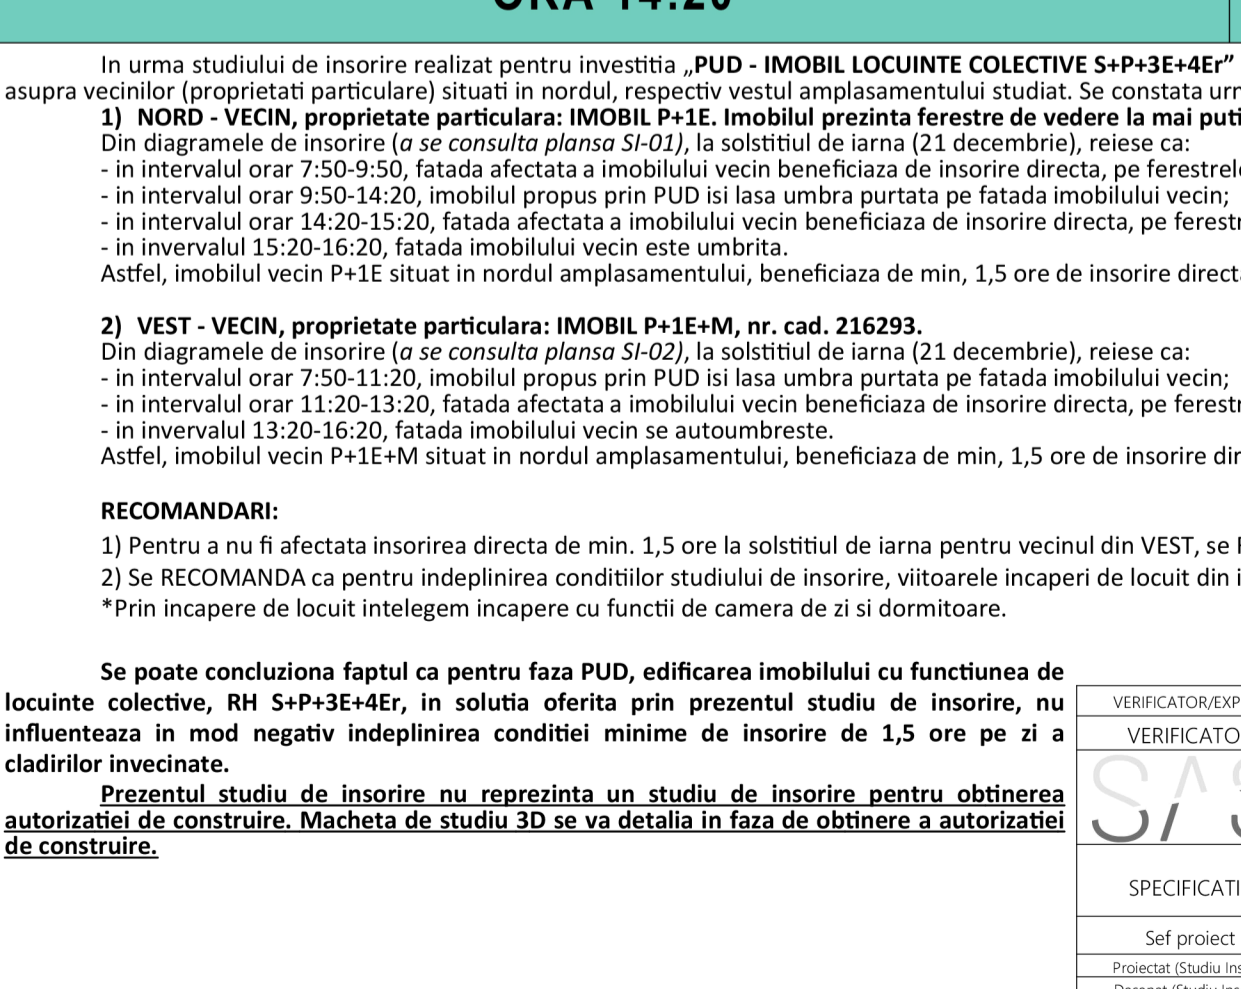 ORA 14:20
In urma studiului de insorire realizat pentru investitia „PUD - IMOBIL LOCUINTE COLECTIVE S+P+3E+4Er”
asupra vecinilor (proprietati particulare) situati in nordul, respectiv vestul amplasamentului studiat. Se constata
1) NORD - VECIN, proprietate particulara: IMOBIL P+1E. Imobilul prezinta ferestre de vedere la mai
Din diagramele de insorire (a se consulta plansa SI-01), la solstitiul de iarna (21 decembrie), reiese ca:
- in intervalul orar 7:50-9:50, fatada afectata a imobilului vecin beneficiaza de insorire directa, pe
- in intervalul orar 9:50-14:20, imobilul propus prin PUD isi lasa umbra purtata pe fatada imobilului vecin;
- in intervalul orar 14:20-15:20, fatada afectata a imobilului vecin beneficiaza de insorire directa, pe
- in invervalul 15:20-16:20, fatada imobilului vecin este umbrita.
Astfel, imobilul vecin P+1E situat in nordul amplasamentului, beneficiaza de min, 1,5 ore de insorire
2) VEST - VECIN, proprietate particulara: IMOBIL P+1E+M, nr. cad. 216293.
Din diagramele de insorire (a se consulta plansa SI-02), la solstitiul de iarna (21 decembrie), reiese ca:
- in intervalul orar 7:50-11:20, imobilul propus prin PUD isi lasa umbra purtata pe fatada imobilului vecin;
- in intervalul orar 11:20-13:20, fatada afectata a imobilului vecin beneficiaza de insorire directa, pe
- in invervalul 13:20-16:20, fatada imobilului vecin se autoumbreste.
Astfel, imobilul vecin P+1E+M situat in nordul amplasamentului, beneficiaza de min, 1,5 ore de insorire
RECOMANDARI:
1) Pentru a nu fi afectata insorirea directa de min. 1,5 ore la solstitiul de iarna pentru vecinul din VEST, se
2) Se RECOMANDA ca pentru indeplinirea conditiilor studiului de insorire, viitoarele incaperi de locuit din
*Prin incapere de locuit intelegem incapere cu functii de camera de zi si dormitoare.
Se poate concluziona faptul ca pentru faza PUD, edificarea imobilului cu functiunea de
locuinte colective, RH S+P+3E+4Er, in solutia oferita prin prezentul studiu de insorire, nu
influenteaza in mod negativ indeplinirea conditiei minime de insorire de 1,5 ore pe zi a
cladirilor invecinate.
Prezentul studiu de insorire nu reprezinta un studiu de insorire pentru obtinerea
autorizatiei de construire. Macheta de studiu 3D se va detalia in faza de obtinere a autorizatiei
de construire.
VERIFICATOR/EXP
VERIFICATO
SPECIFICATI
Sef proiect
Proiectat (Studiu